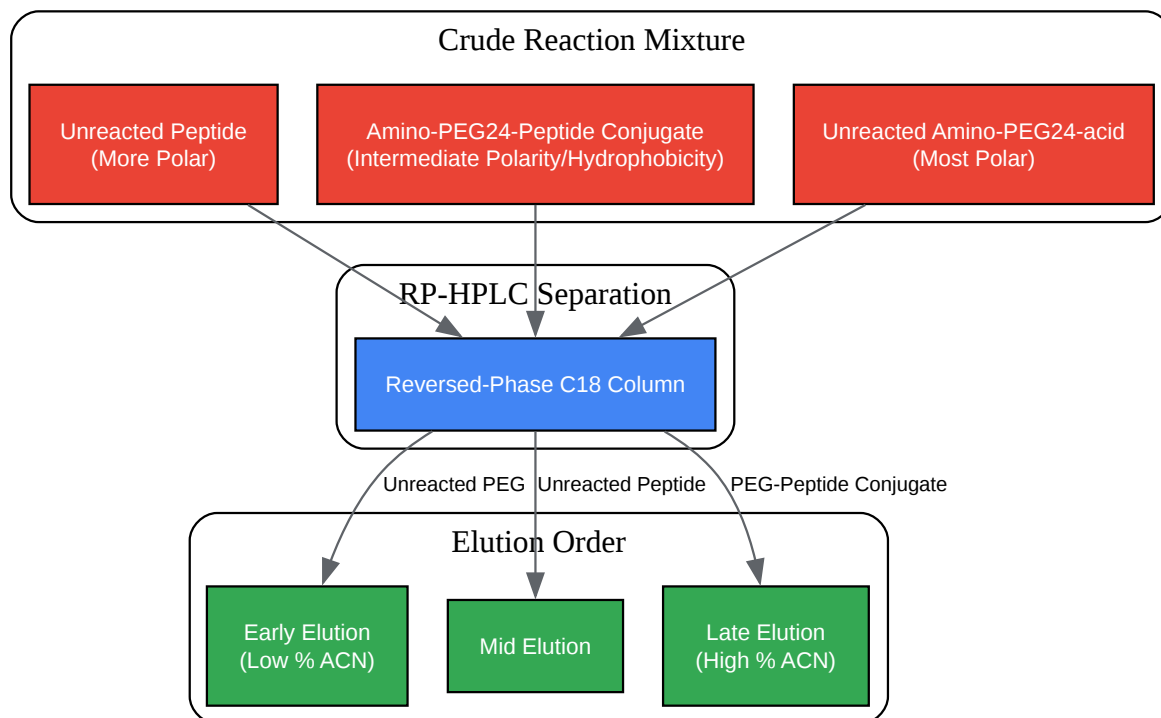 Crude Reaction Mixture
Unreacted Peptide
(More Polar)
Amino-PEG24-Peptide Conjugate
(Intermediate Polarity/Hydrophobicity)
Unreacted Amino-PEG24-acid
(Most Polar)
RP-HPLC Separation
Reversed-Phase C18 Column
Unreacted PEG
Unreacted Peptide
PEG-Peptide Conjugate
Elution Order
Early Elution
(Low % ACN)
Mid Elution
Late Elution
(High % ACN)